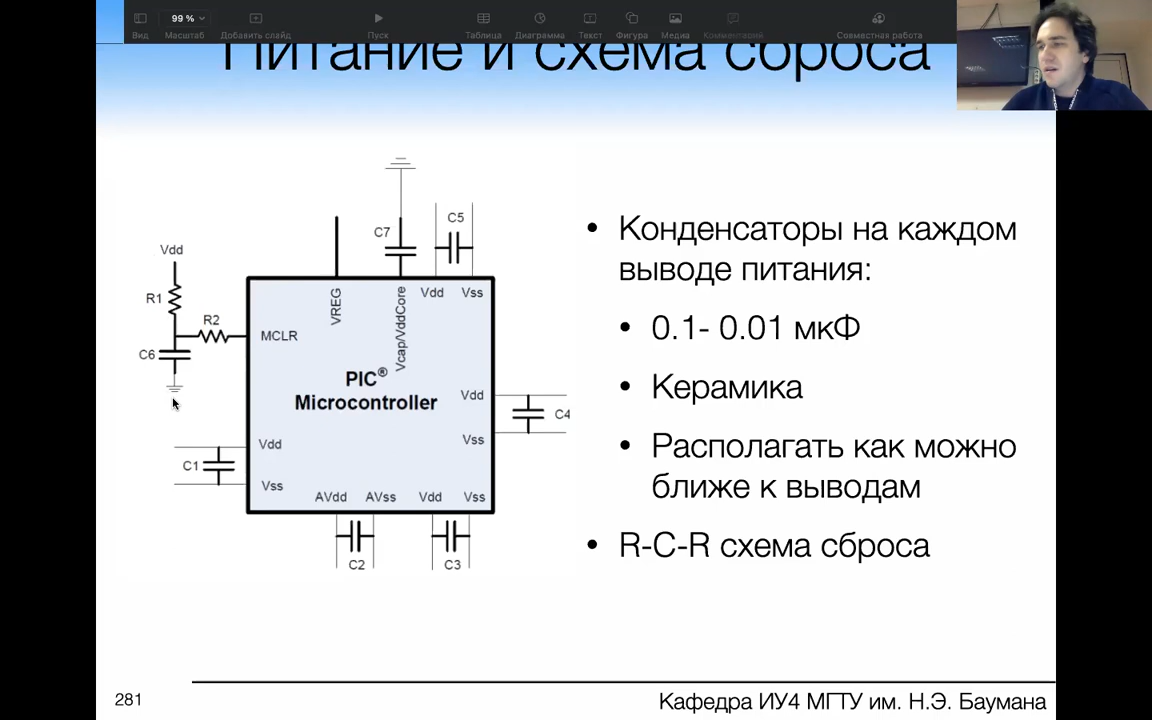 99 %
Вид
Масштаб
Добавить слайд
Пуск
Таблица
Диаграмма
Текст
Фигура
Медиа
Комментарий
Совместная работа
Питание и схема сброса
Vdd
R1
R2
C6
MCLR
VREG
C7
Vcap/VddCore
C5
Vdd
Vss
PIC®
Microcontroller
Vdd
Vss
C4
C1
Vdd
Vss
AVdd
AVss
Vdd
Vss
C2
C3
• Конденсаторы на каждом
выводе питания:
• 0.1- 0.01 мкФ
• Керамика
• Располагать как можно
ближе к выводам
• R-C-R схема сброса
281
Кафедра ИУ4 МГТУ им. Н.Э. Баумана